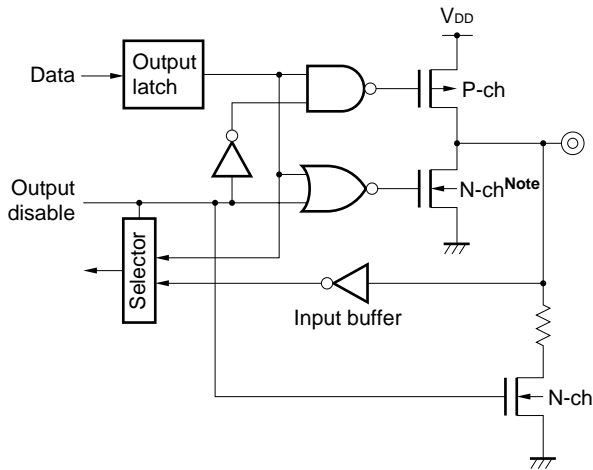 VDD
Data
Output
latch
P-ch
Output
disable
N-chNote
Selector
Input buffer
N-ch